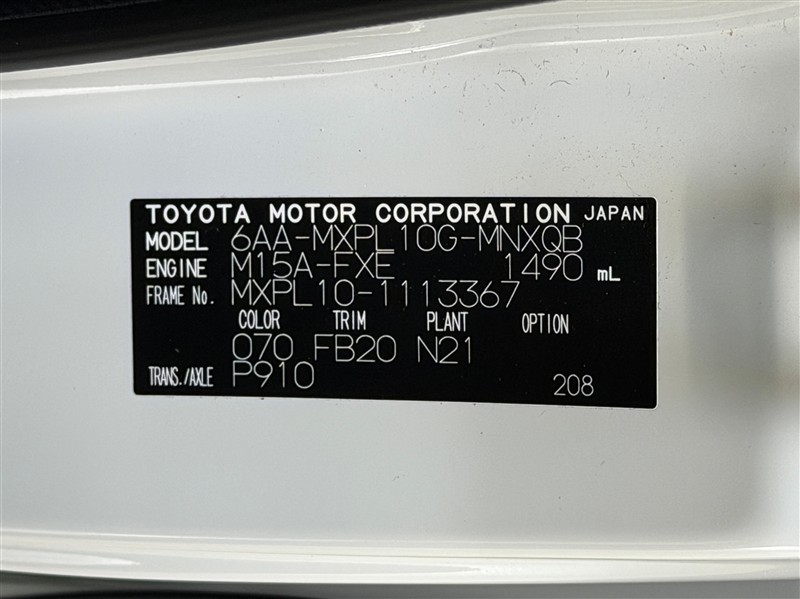 TOYOTA MOTOR CORPORATION JAPAN
MODEL 6AA-MXPL10G-MNXQB
ENGINE M15A-FXE 1490 mL
FRAME No. MXPL10-1113367
COLOR TRIM PLANT OPTION
070 FB20 N21
TRANS./AXLE P910 208